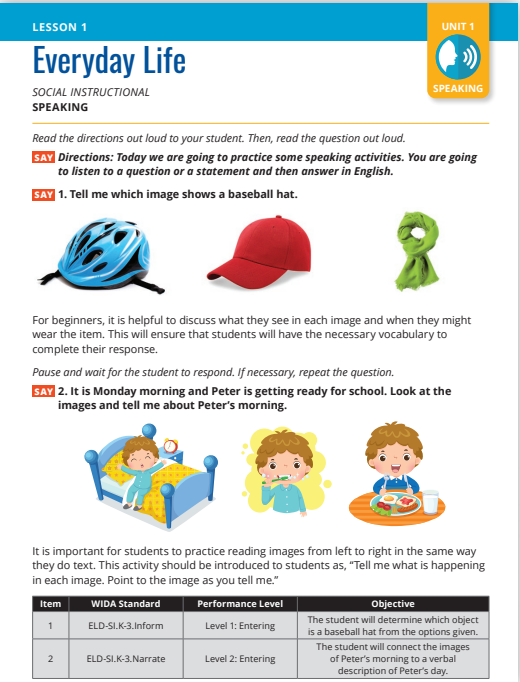 LESSON 1
UNIT 1
SPEAKING
Everyday Life
SOCIAL INSTRUCTIONAL
SPEAKING
Read the directions out loud to your student. Then, read the question out loud.
SAY Directions: Today we are going to practice some speaking activities. You are going
to listen to a question or a statement and then answer in English.
SAY 1. Tell me which image shows a baseball hat.
For beginners, it is helpful to discuss what they see in each image and when they might
wear the item. This will ensure that students will have the necessary vocabulary to
complete their response.
Pause and wait for the student to respond. If necessary, repeat the question.
SAY 2. It is Monday morning and Peter is getting ready for school. Look at the
images and tell me about Peter's morning.
It is important for students to practice reading images from left to right in the same way
they do text. This activity should be introduced to students as, "Tell me what is happening
in each image. Point to the image as you tell me."
Item WIDA Standard Performance Level Objective
1 ELD-SI.K-3.Inform Level 1: Entering The student will determine which object
is a baseball hat from the options given.
2 ELD-SI.K-3.Narrate Level 2: Entering The student will connect the images
of Peter's morning to a verbal
description of Peter's day.